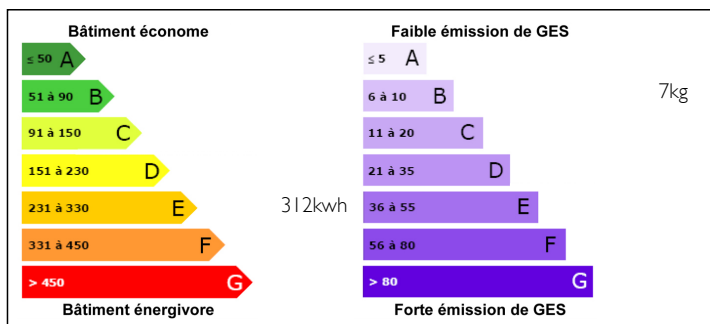 Bâtiment économe
≤ 50 A
51 à 90 B
91 à 150 C
151 à 230 D
231 à 330 E
312kwh
331 à 450 F
> 450 G
Bâtiment énergivore
Faible émission de GES
≤ 5 A
6 à 10 B
7kg
11 à 20 C
21 à 35 D
36 à 55 E
56 à 80 F
> 80 G
Forte émission de GES